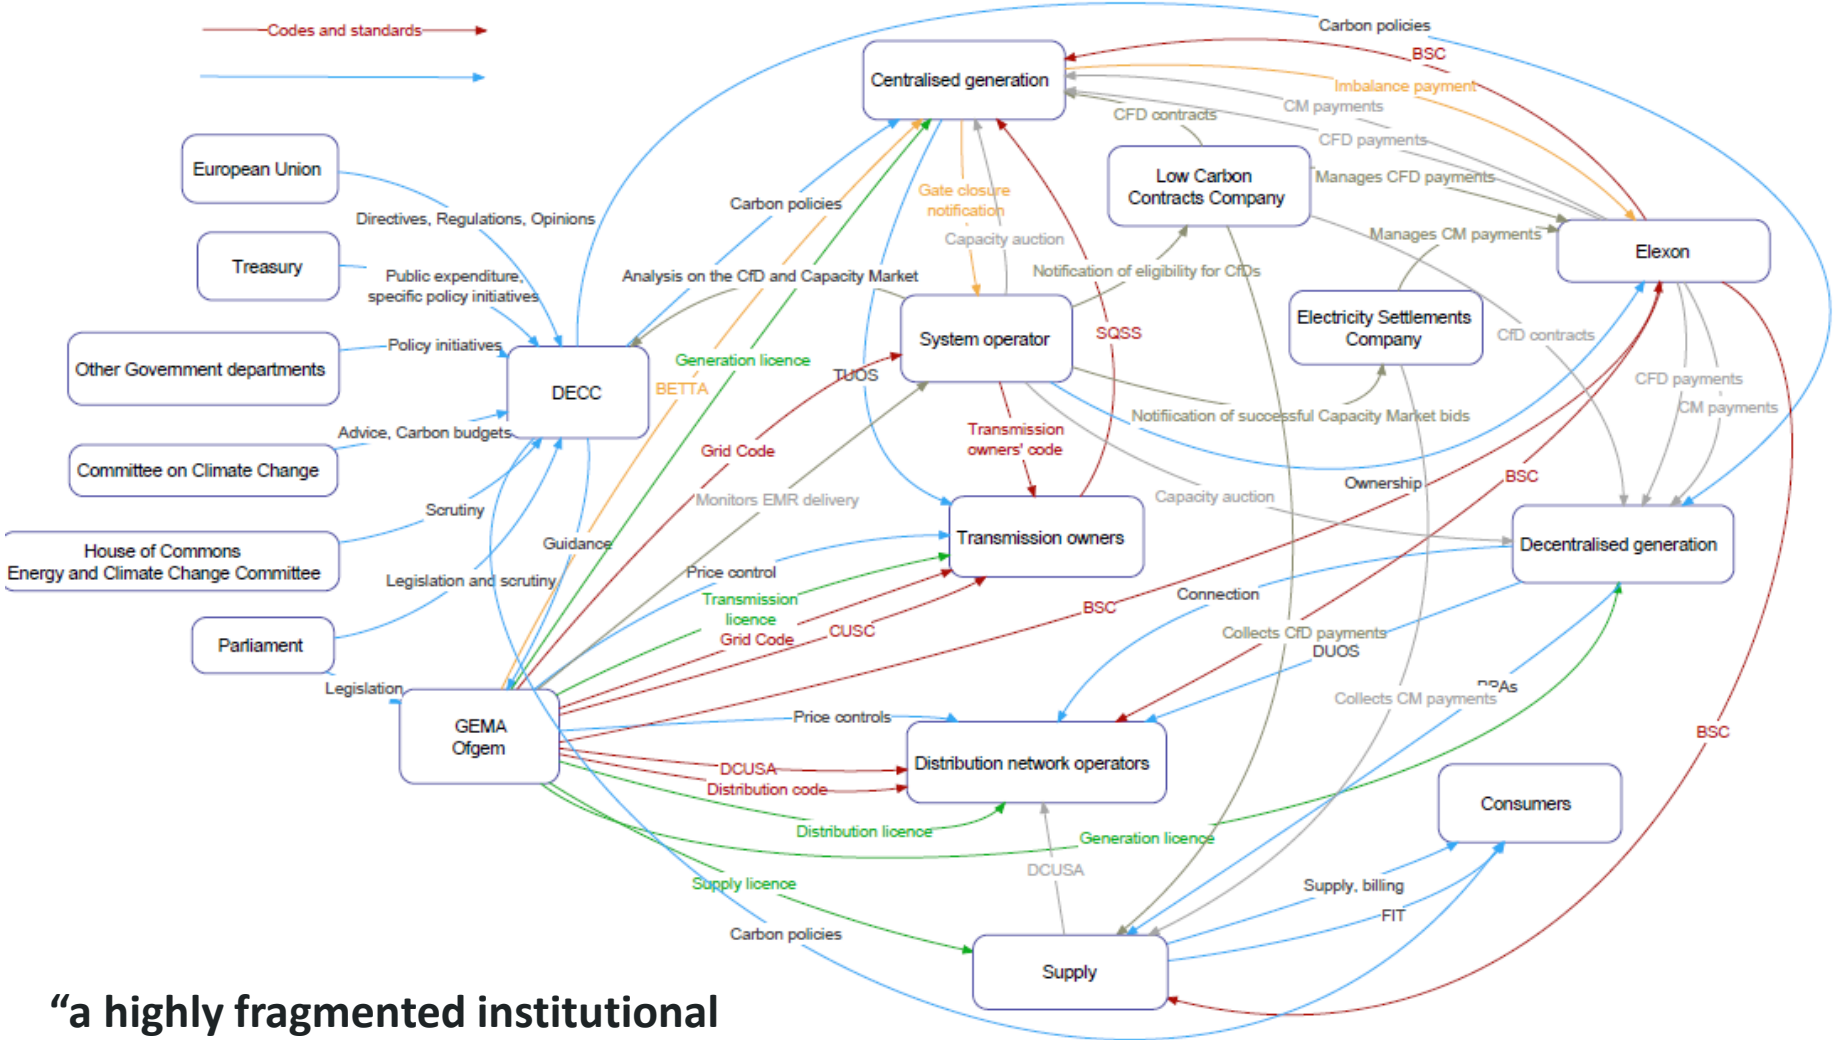 Codes and standards
Carbon policies
BSC
Centralised generation
Imbalance payment
CM payments
CFD contracts
CFD payments
European Union
Low Carbon
Contracts Company
Manages CFD payments
Gate closure
notification
Carbon policies
Directives, Regulations, Opinions
Capacity auction
Manages CM payments
Elexon
Treasury
Public expenditure,
specific policy initiatives
Analysis on the CfD and Capacity Market
Notification of eligibility for CfDs
Electricity Settlements
Company
System operator
SQSS
CfD contracts
Policy initiatives
Other Government departments
Generation licence
TUOS
DECC
BETTA
CFD payments
CM payments
Notifiication of successful Capacity Market bids
Advice, Carbon budgets
Transmission
owners' code
Grid Code
Committee on Climate Change
BSC
Ownership
Monitors EMR delivery
Capacity auction
Scrutiny
Transmission owners
Guidance
Decentralised generation
House of Commons
Energy and Climate Change Committee
Legislation and scrutiny
Price control
Connection
Transmission
licence
BSC
Grid Code
CUSC
Collects CfD payments
DUOS
Parliament
Legislation
Collects CM payments
Price controls
GEMA
Ofgem
BSC
DCUSA
Distribution network operators
Distribution code
Consumers
Distribution licence
Generation licence
DCUSA
Supply licence
Supply, billing
FIT
Carbon policies
Supply
“a highly fragmented institutional